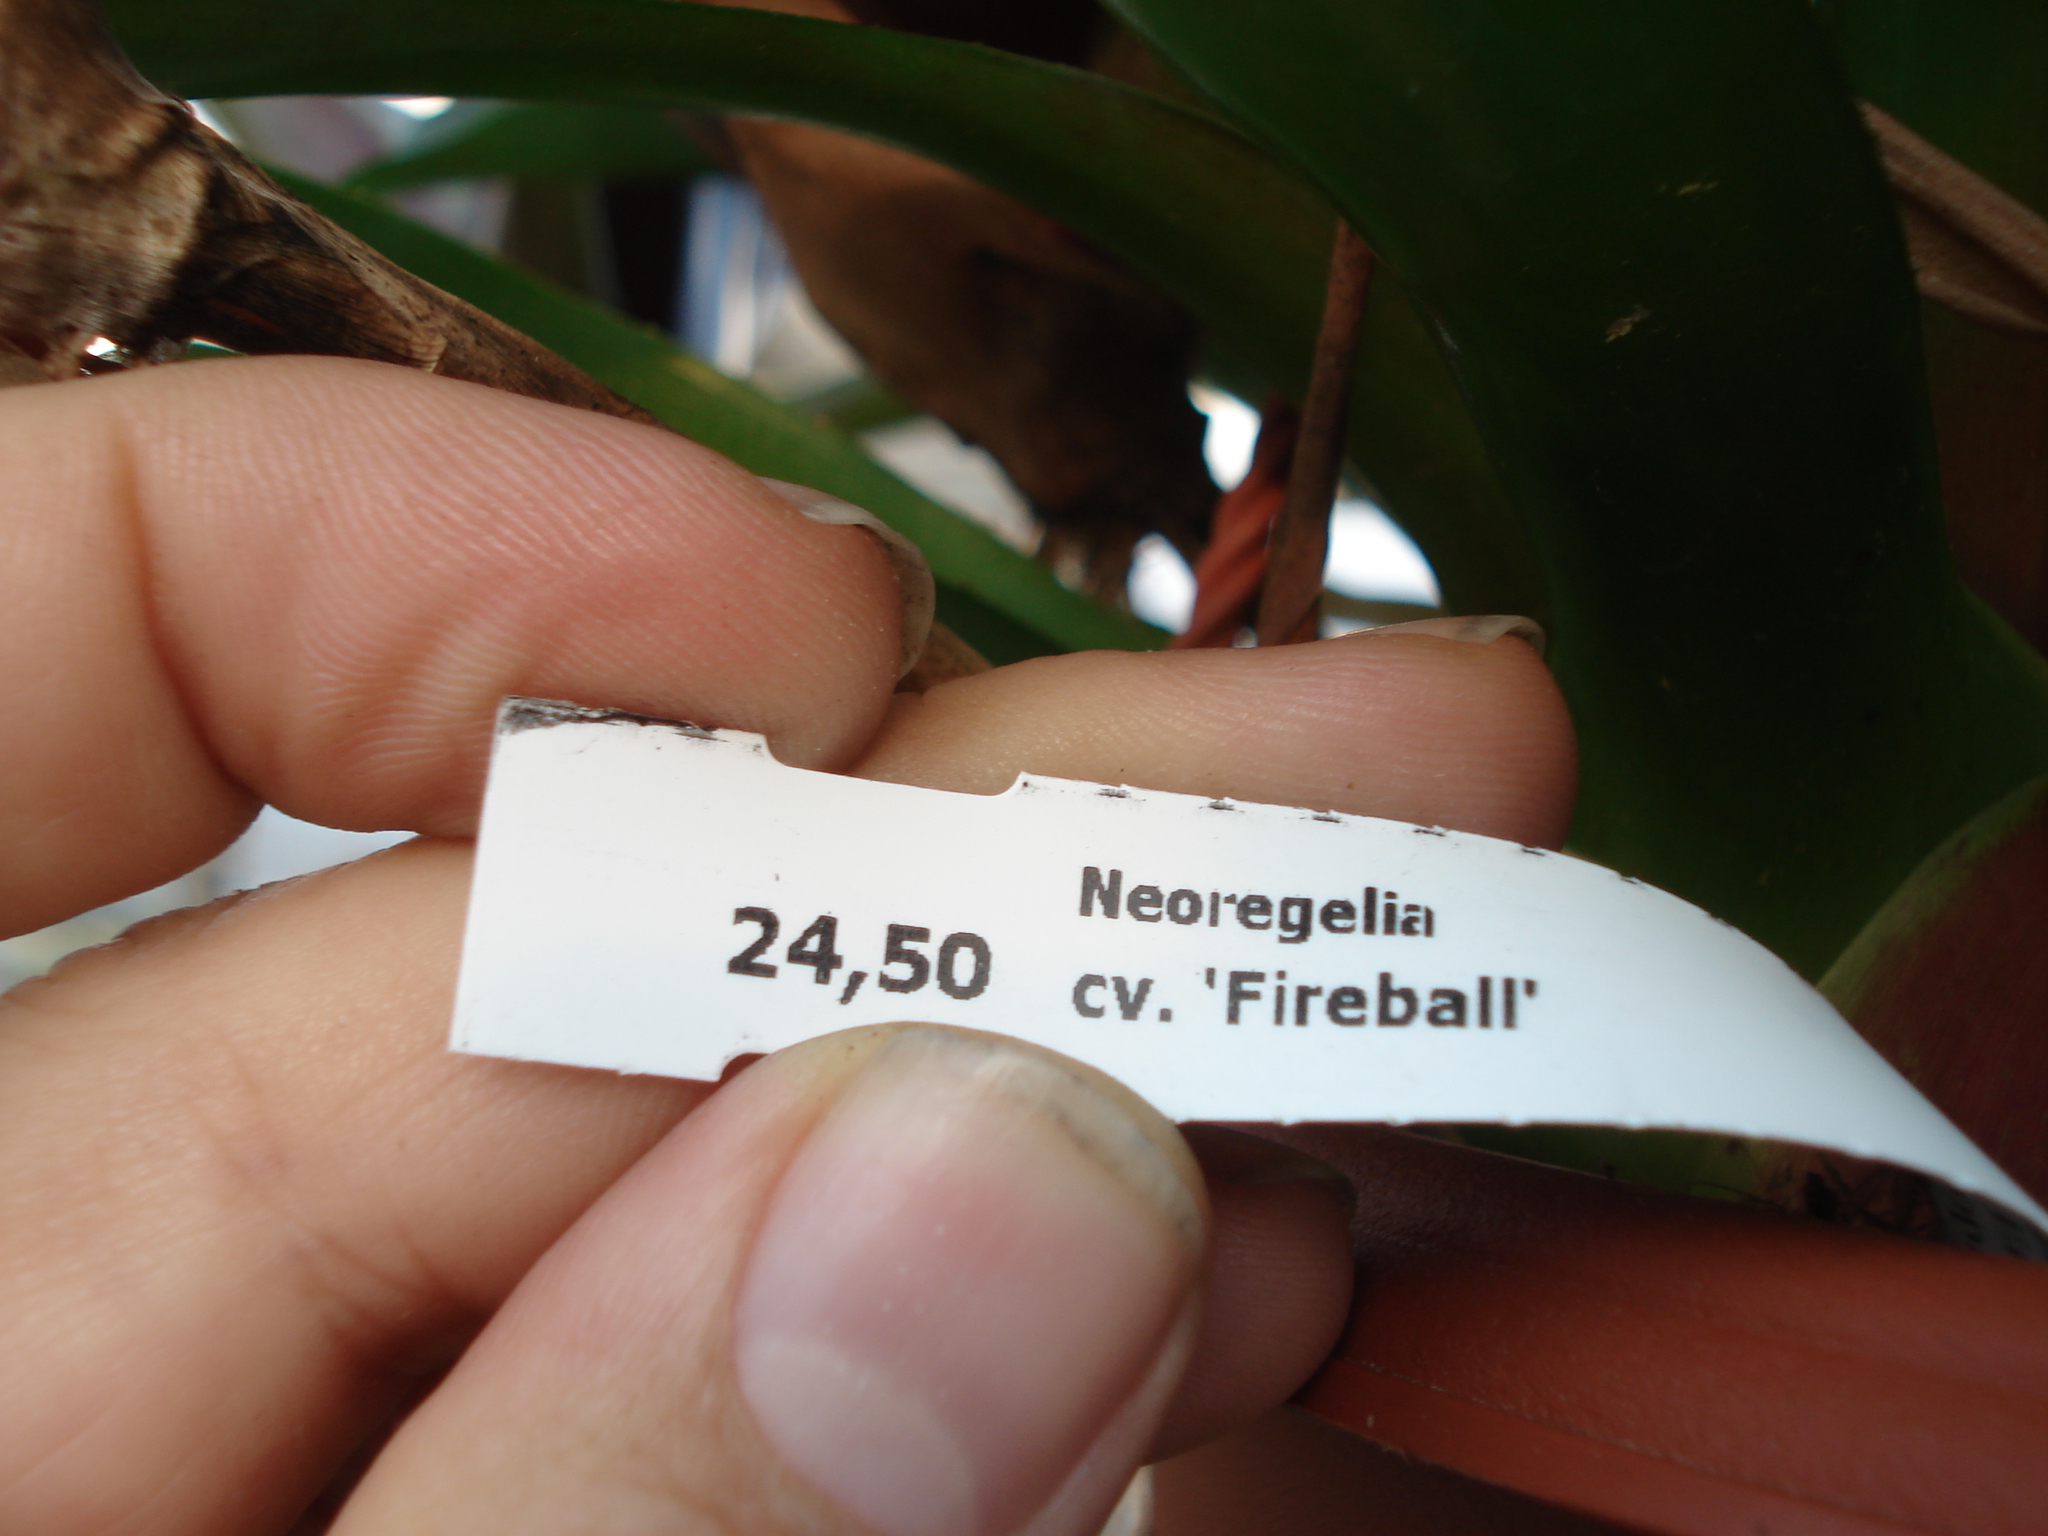 24,50
Neoregelia
cv. 'Fireball'